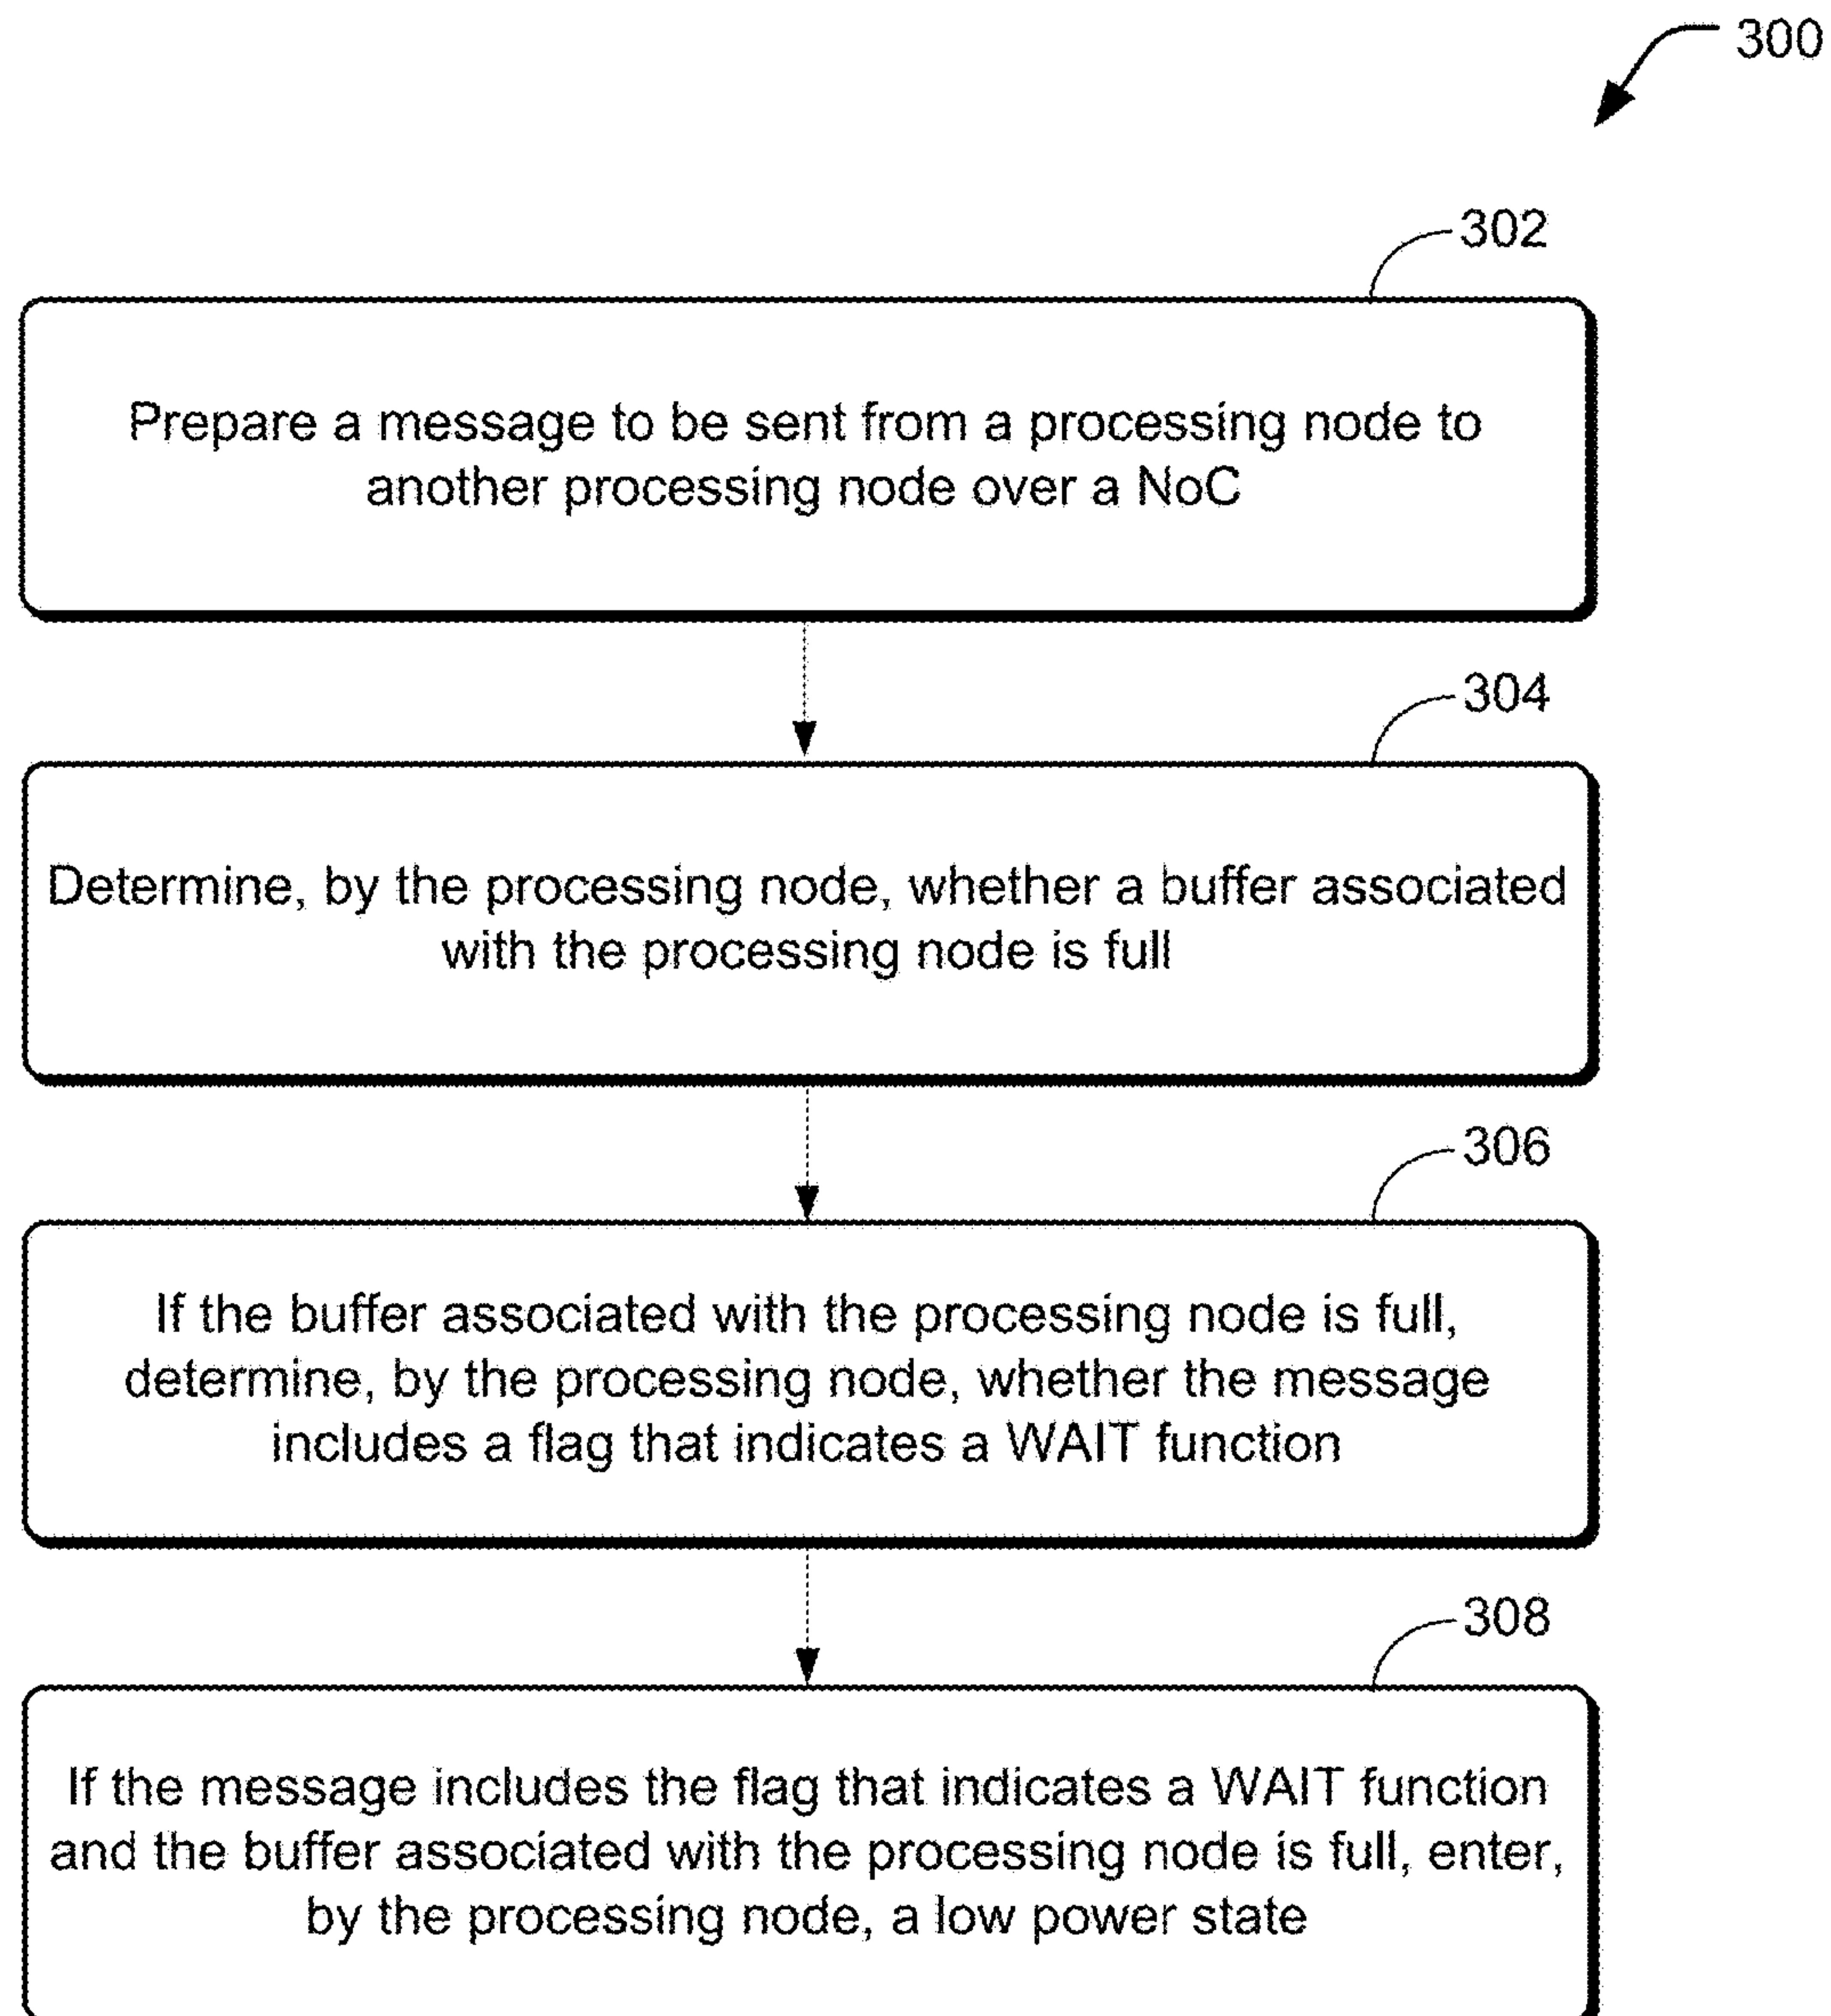 300
302
Prepare a message to be sent from a processing node to
another processing node over a NoC
304
Determine, by the processing node, whether a buffer associated
with the processing node is full
306
If the buffer associated with the processing node is full,
determine, by the processing node, whether the message
includes a flag that indicates a WAIT function
308
If the message includes the flag that indicates a WAIT function
and the buffer associated with the processing node is full, enter,
by the processing node, a low power state